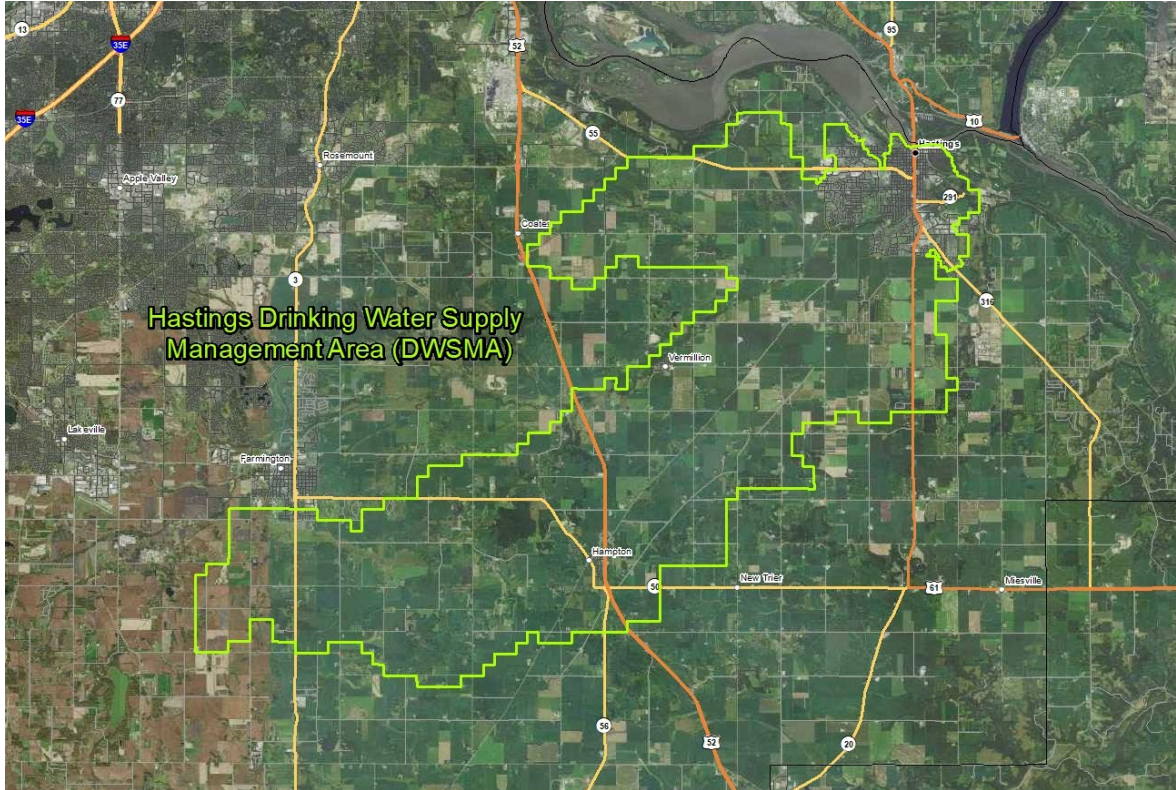 13
35E
52
95
77
10
35E
55
Hastings
Rosemount
Apple Valley
291
Coates
3
316
Hastings Drinking Water Supply
Management Area (DWSMA)
Vermillion
Lakeville
Farmington
Hampton
50
New Trier
61
Miesville
56
52
20